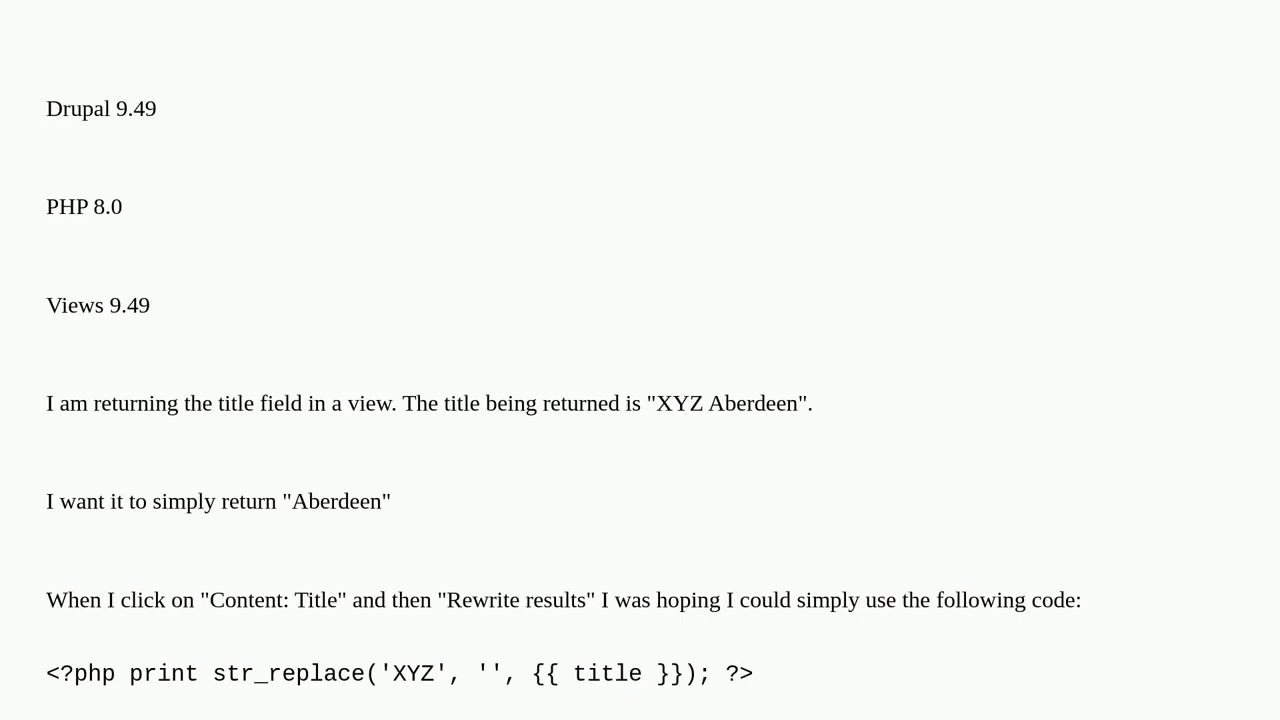 Drupal 9.49
PHP 8.0
Views 9.49
I am returning the title field in a view. The title being returned is "XYZ Aberdeen".
I want it to simply return "Aberdeen"
When I click on "Content: Title" and then "Rewrite results" I was hoping I could simply use the following code:
<?php print str_replace('XYZ', '', {{ title }}); ?>